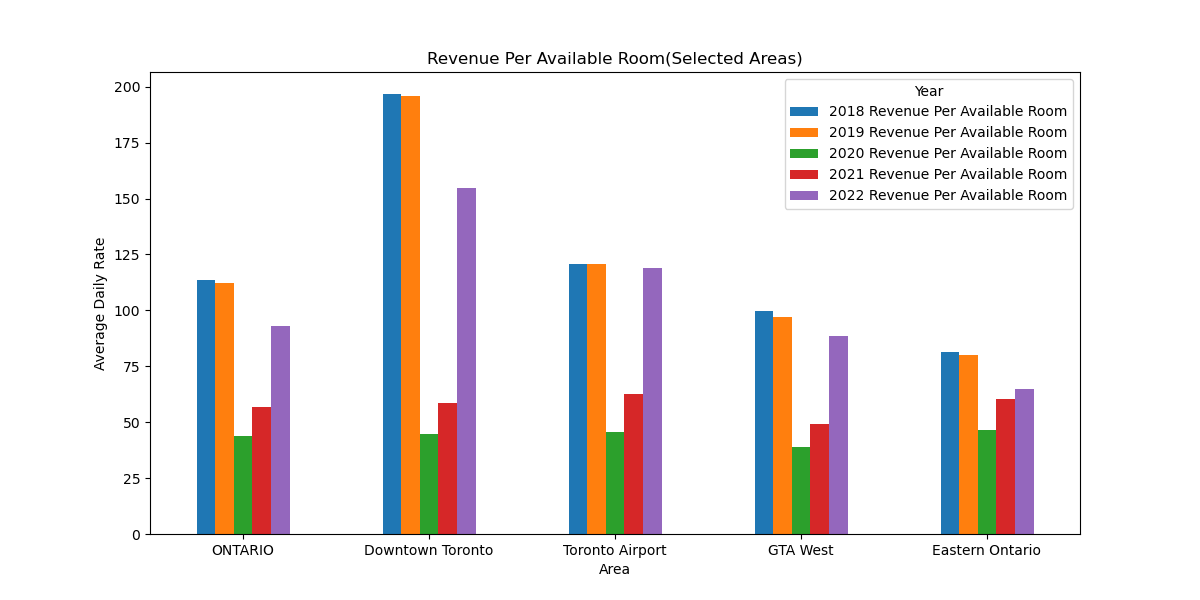 Revenue Per Available Room(Selected Areas)
Year
2018 Revenue Per Available Room
2019 Revenue Per Available Room
2020 Revenue Per Available Room
2021 Revenue Per Available Room
2022 Revenue Per Available Room
Average Daily Rate
200
175
150
125
100
75
50
25
0
ONTARIO Downtown Toronto Toronto Airport GTA West Eastern Ontario
Area